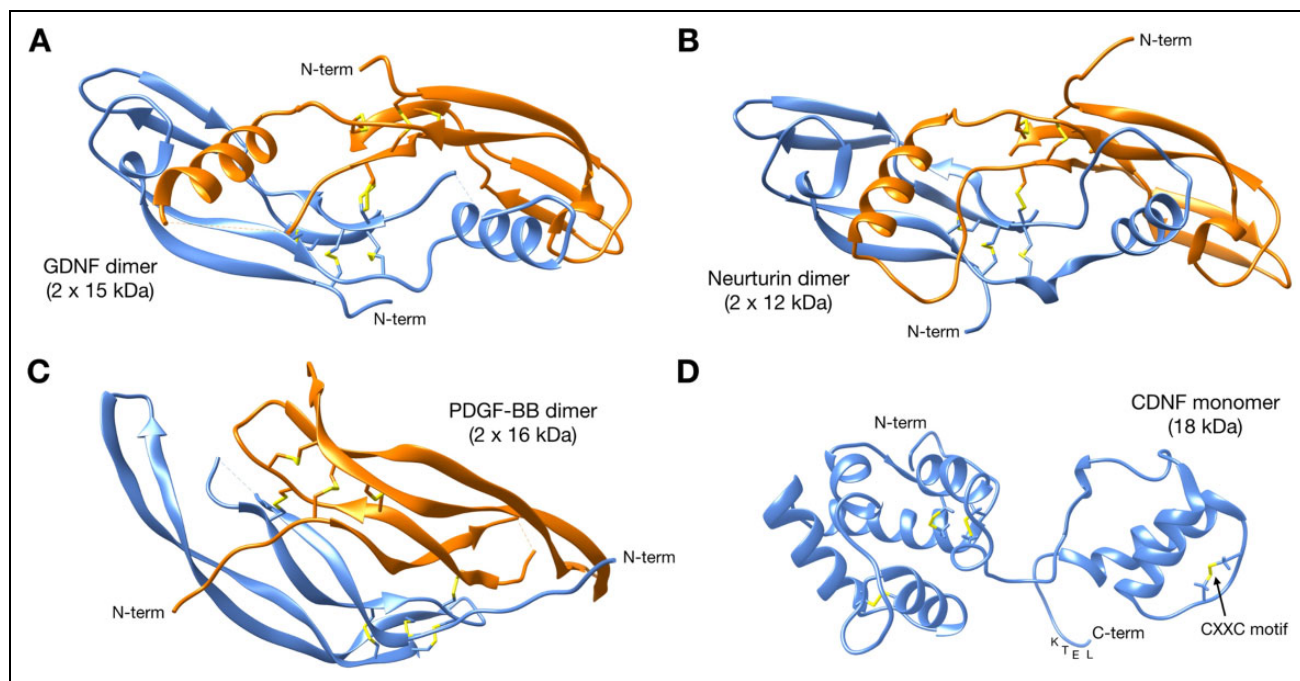 A
N-term
GDNF dimer
(2 x 15 kDa)
N-term
B
N-term
Neurturin dimer
(2 x 12 kDa)
N-term
C
PDGF-BB dimer
(2 x 16 kDa)
N-term
N-term
D
CDNF monomer
(18 kDa)
N-term
K T E L
C-term
CXXC motif